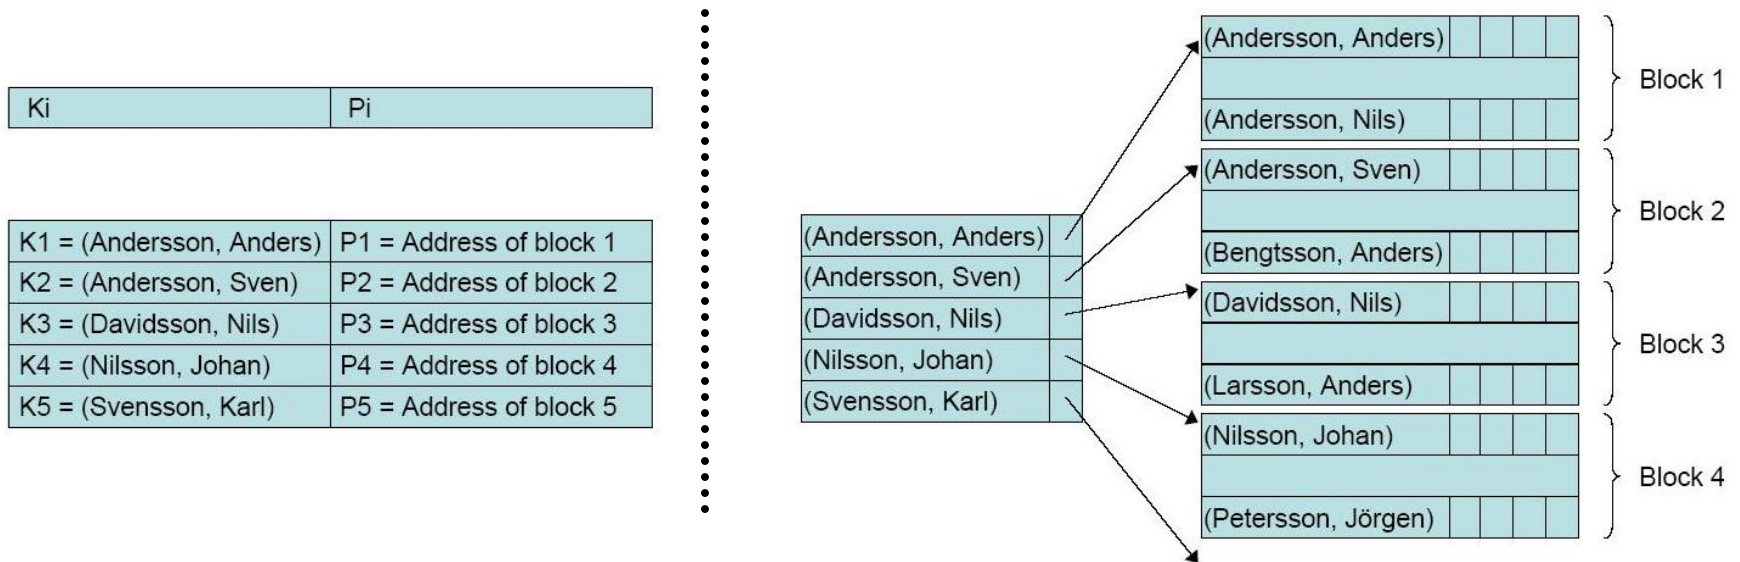 Ki Pi
K1 = (Andersson, Anders) P1 = Address of block 1
K2 = (Andersson, Sven) P2 = Address of block 2
K3 = (Davidsson, Nils) P3 = Address of block 3
K4 = (Nilsson, Johan) P4 = Address of block 4
K5 = (Svensson, Karl) P5 = Address of block 5
(Andersson, Anders)
(Andersson, Sven)
(Davidsson, Nils)
(Nilsson, Johan)
(Svensson, Karl)
(Andersson, Anders)
(Andersson, Nils)
Block 1
(Andersson, Sven)
(Bengtsson, Anders)
Block 2
(Davidsson, Nils)
(Larsson, Anders)
Block 3
(Nilsson, Johan)
(Petersson, Jörgen)
Block 4